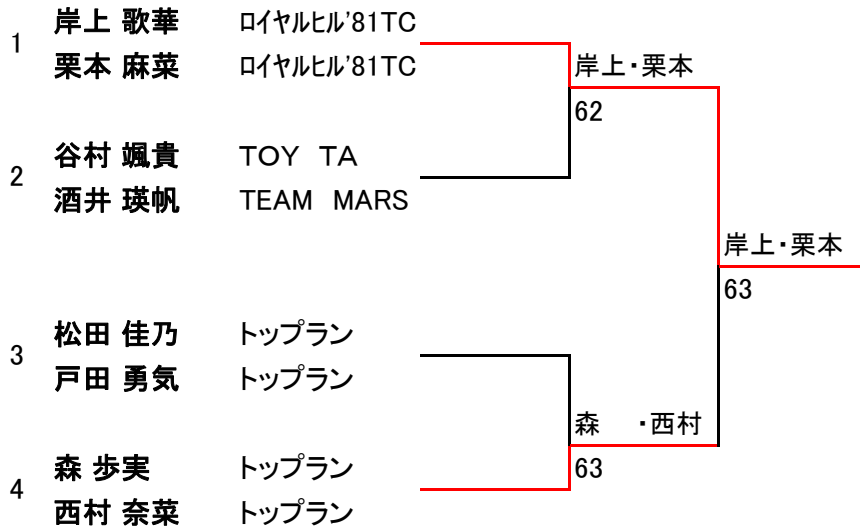 1
岸上 歌華 ロイヤルヒル'81TC
栗本 麻菜 ロイヤルヒル'81TC
岸上・栗本
62
2
谷村 颯貴 TOY TA
酒井 瑛帆 TEAM MARS
岸上・栗本
63
3
松田 佳乃 トップラン
戸田 勇気 トップラン
森 ・西村
63
4
森 歩実 トップラン
西村 奈菜 トップラン